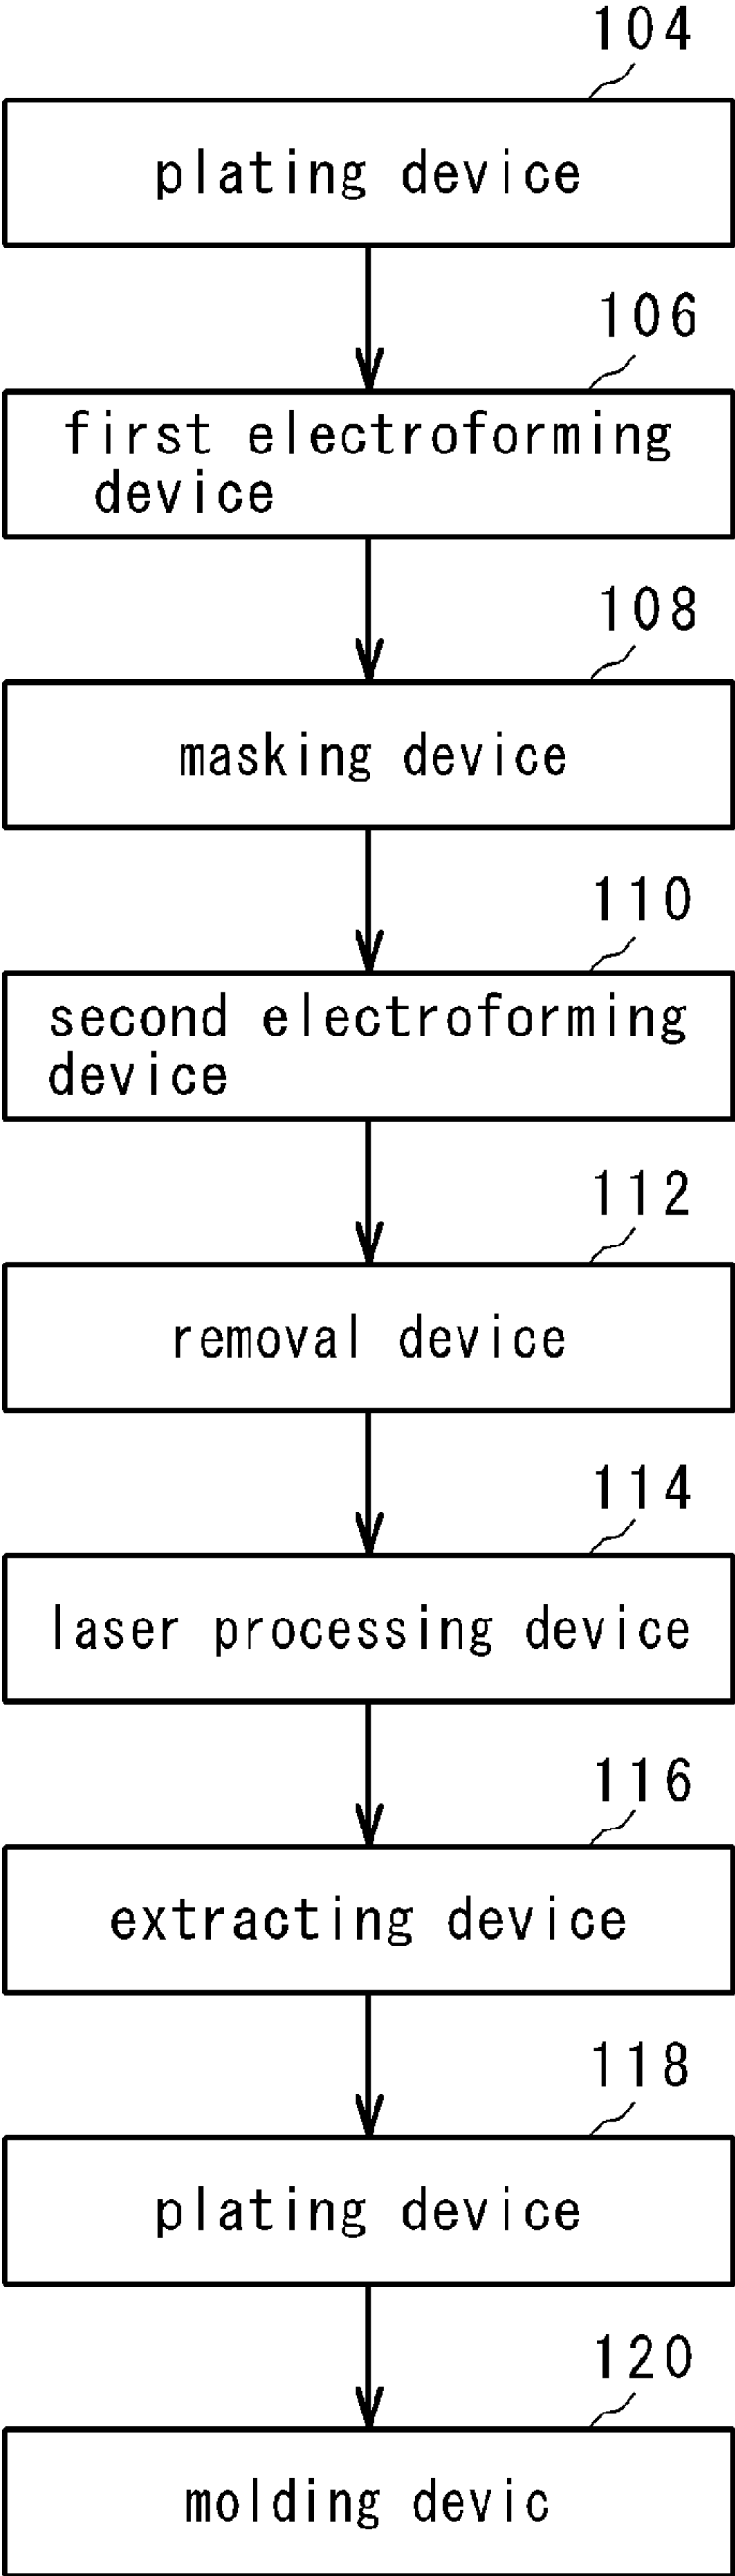 104
plating device
106
first electroforming
device
108
masking device
110
second electroforming
device
112
removal device
114
laser processing device
116
extracting device
118
plating device
120
molding devic